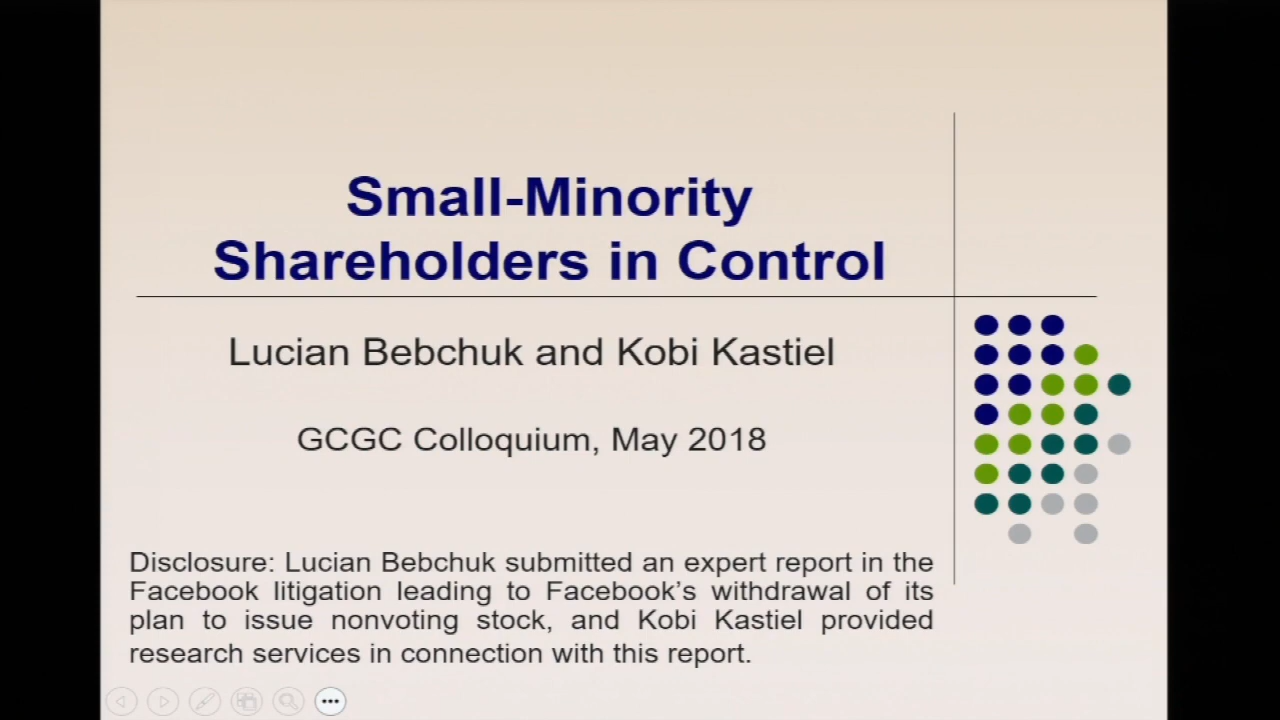 Small-Minority
Shareholders in Control
Lucian Bebchuk and Kobi Kastiel
GCGC Colloquium, May 2018
Disclosure: Lucian Bebchuk submitted an expert report in the
Facebook litigation leading to Facebook’s withdrawal of its
plan to issue nonvoting stock, and Kobi Kastiel provided
research services in connection with this report.